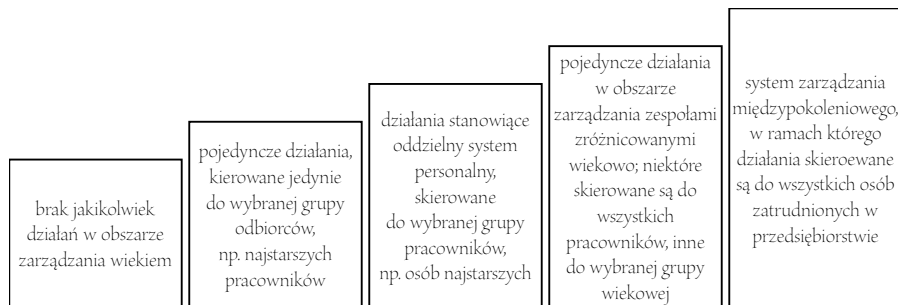 brak jakikolwiek
działań w obszarze
zarządzania wiekiem
pojedyncze działania,
kierowane jedynie
do wybranej grupy
odbiorców,
np. najstarszych
pracowników
działania stanowiące
oddzielny system
personalny,
skierowane
do wybranej grupy
pracowników,
np. osób najstarszych
pojedyncze działania
w obszarze
zarządzania zespołami
zróżnicowanymi
wiekowo; niektóre
skierowane są do
wszystkich
pracowników, inne
do wybranej grupy
wiekowej
system zarządzania
międzypokoleniowego,
w ramach którego
działania skieroewane
są do wszystkich osób
zatrudnionych w
przedsiębiorstwie